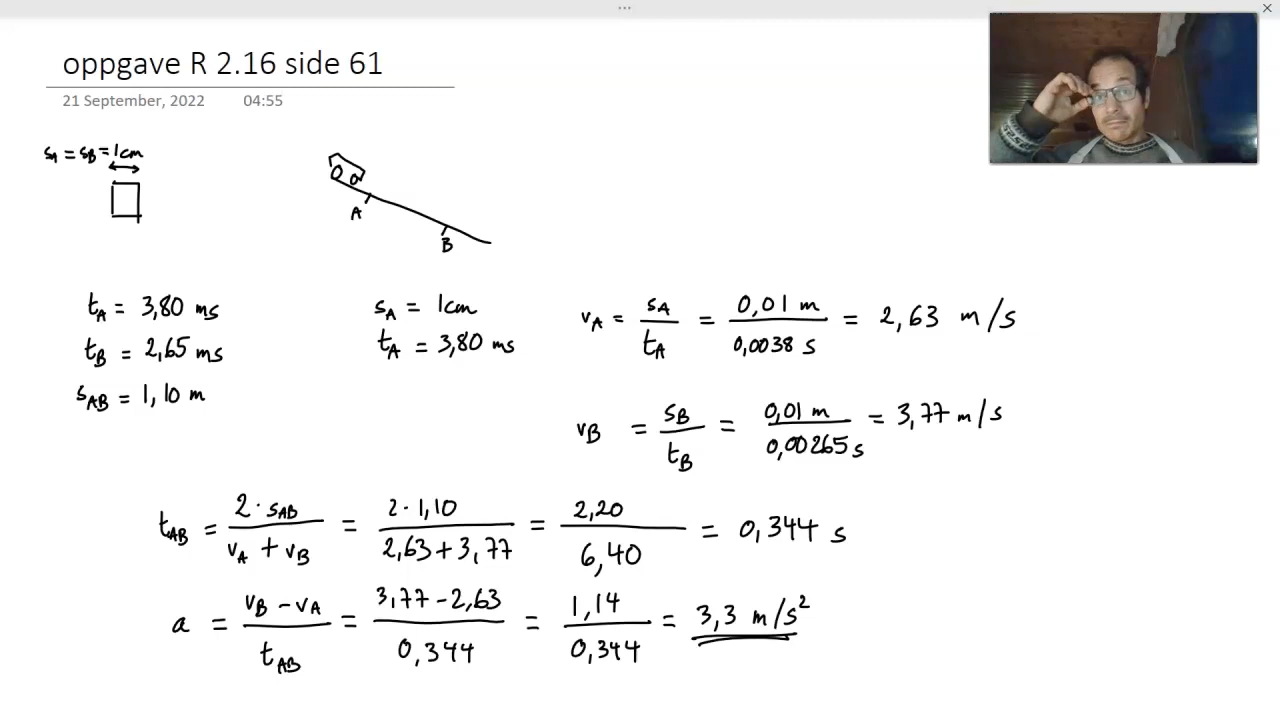 oppgave R 2.16 side 61
21 September, 2022 04:55
sA = sB = 1cm
A
B
tA = 3,80 ms
tB = 2,65 ms
sAB = 1,10 m
sA = 1cm
tA = 3,80 ms
vA = sA / tA = 0,01 m / 0,0038 s = 2,63 m/s
vB = sB / tB = 0,01 m / 0,00265 s = 3,77 m/s
tAB = 2 · sAB / vA + vB = 2 · 1,10 / 2,63 + 3,77 = 2,20 / 6,40 = 0,344 s
a = vB - vA / tAB = 3,77 - 2,63 / 0,344 = 1,14 / 0,344 = 3,3 m/s²